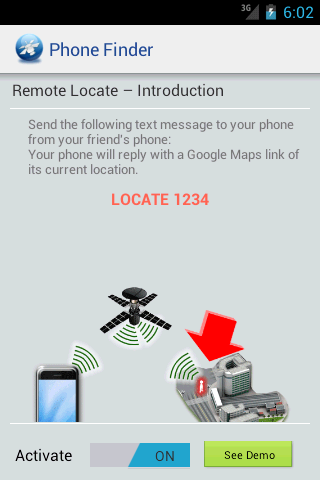 3G 6:02
Phone Finder
Remote Locate – Introduction
Send the following text message to your phone
from your friend's phone:
Your phone will reply with a Google Maps link of
its current location.
LOCATE 1234
Activate ON See Demo